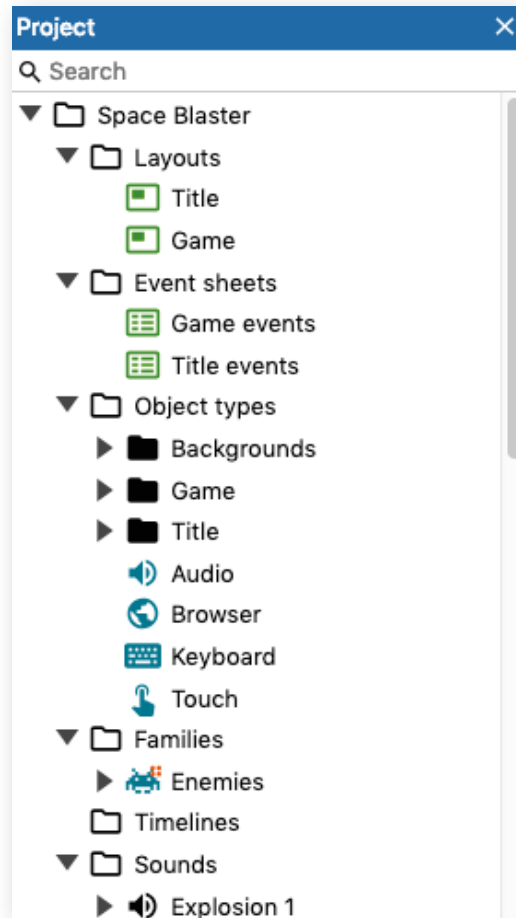 Project
Search
Space Blaster
Layouts
Title
Game
Event sheets
Game events
Title events
Object types
Backgrounds
Game
Title
Audio
Browser
Keyboard
Touch
Families
Enemies
Timelines
Sounds
Explosion 1